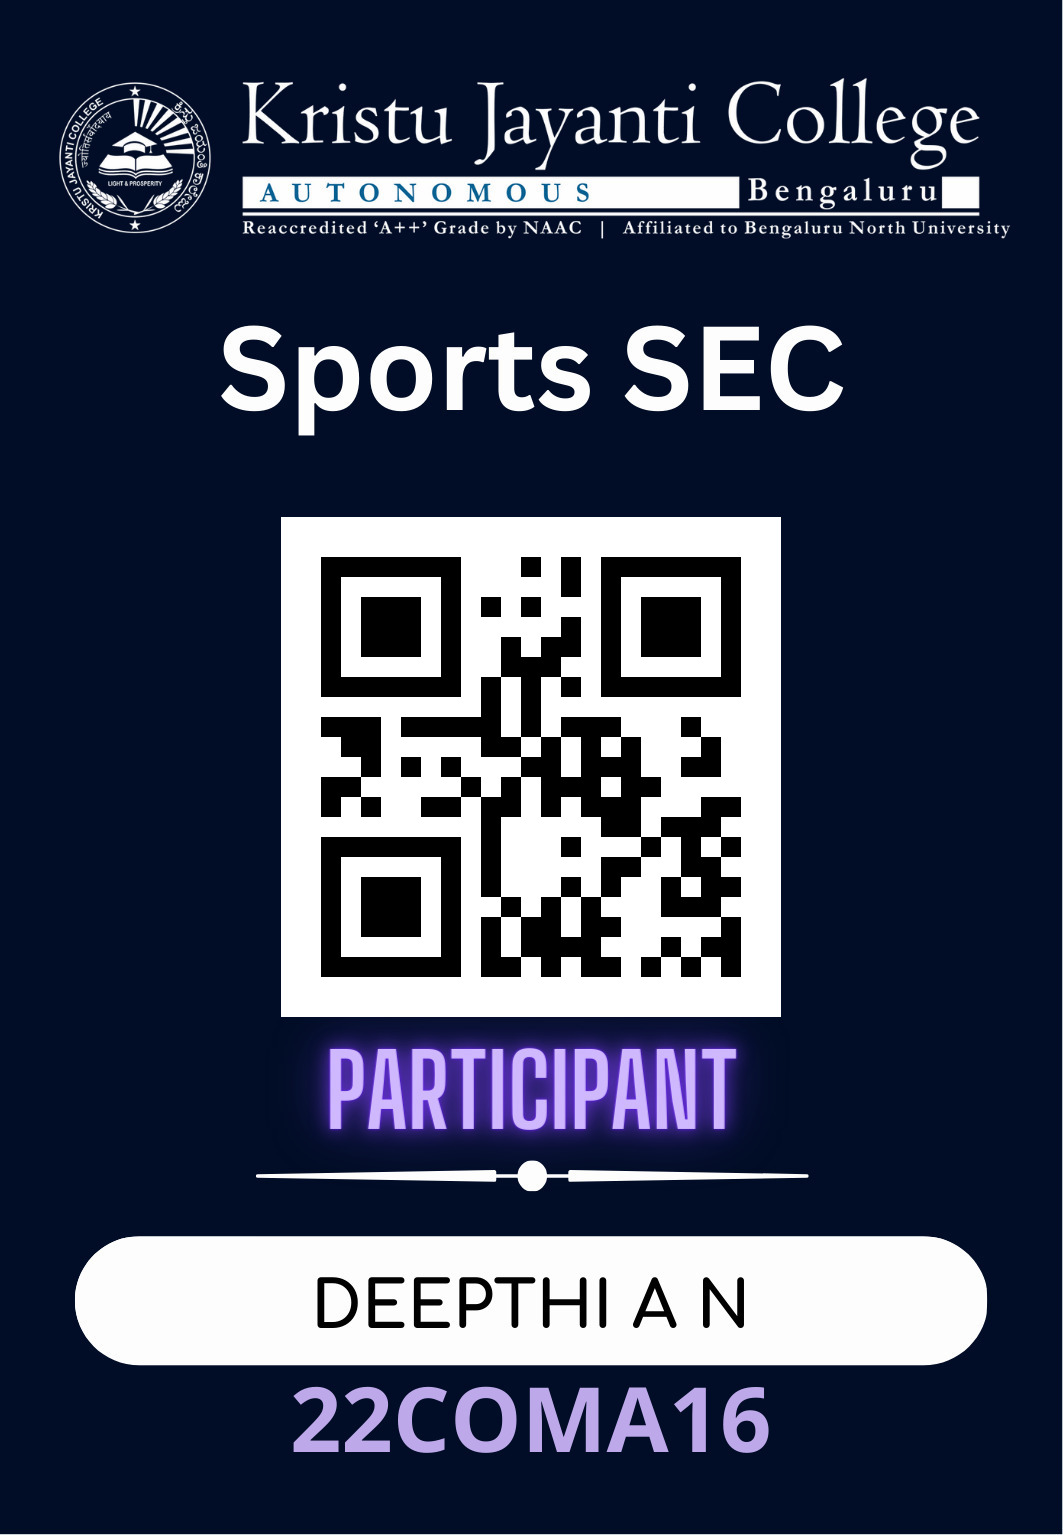 KRISTU JAYANTI COLLEGE
ಕ್ರಿಸ್ತು ಜಯಂತಿ ಕಾಲೇಜು
LIGHT & PROSPERITY
Kristu Jayanti College
AUTONOMOUS Bengaluru
Reaccredited ‘A++’ Grade by NAAC | Affiliated to Bengaluru North University
Sports SEC
PARTICIPANT
DEEPTHI A N
22COMA16